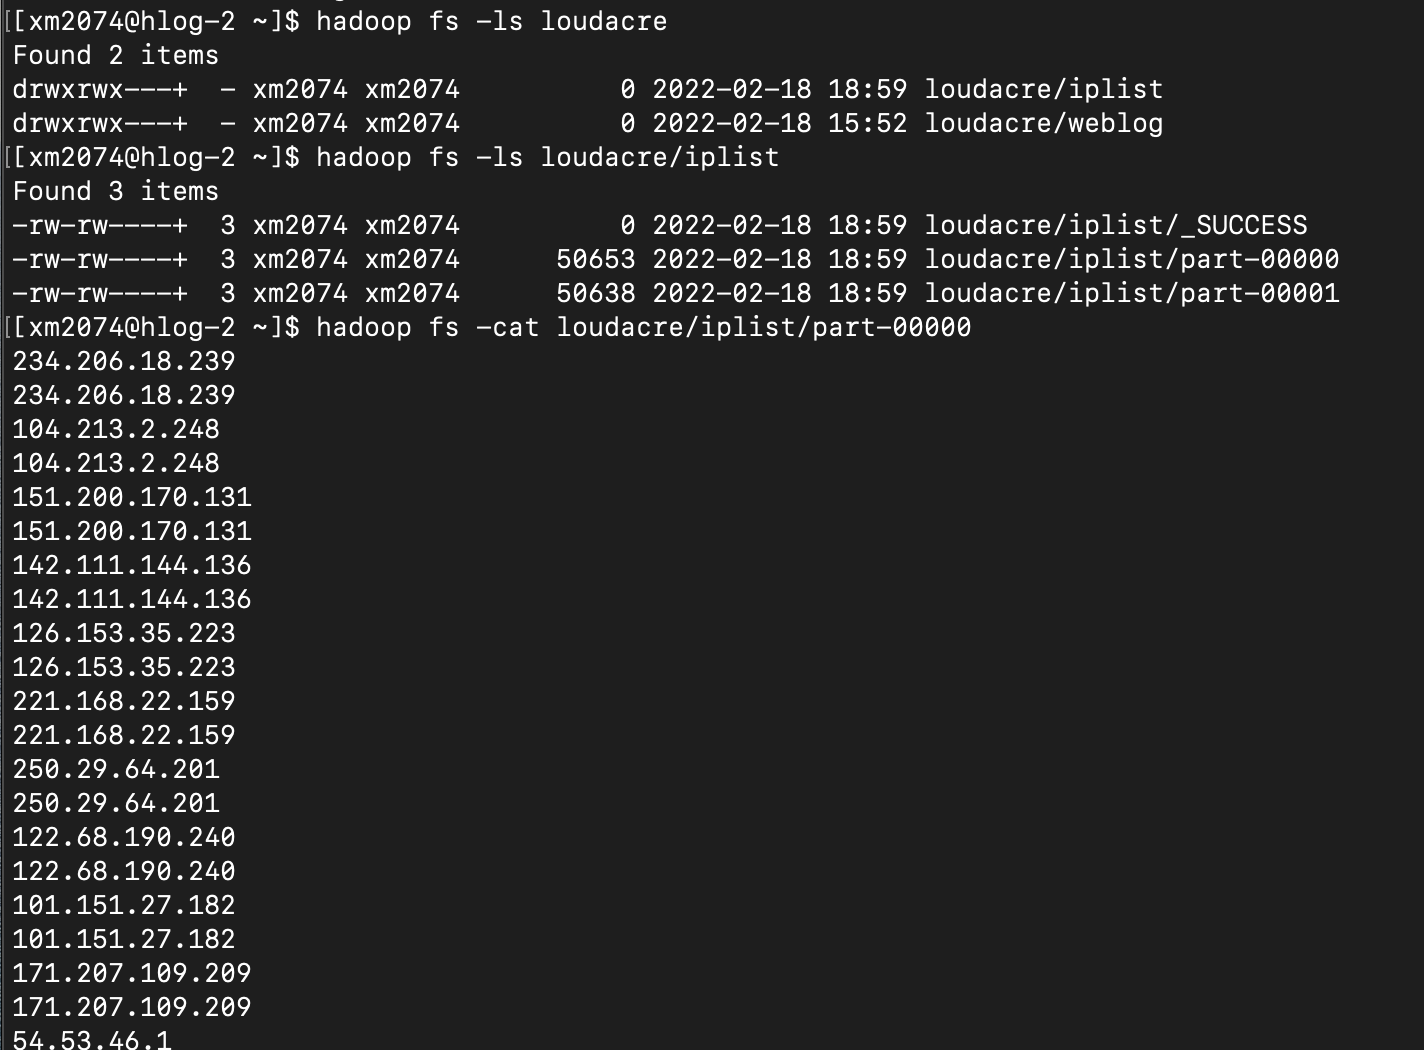 [[xm2074@hlog-2 ~]$ hadoop fs -ls loudacre
Found 2 items
drwxrwx---+  - xm2074 xm2074          0 2022-02-18 18:59 loudacre/iplist
drwxrwx---+  - xm2074 xm2074          0 2022-02-18 15:52 loudacre/weblog
[[xm2074@hlog-2 ~]$ hadoop fs -ls loudacre/iplist
Found 3 items
-rw-rw----+  3 xm2074 xm2074          0 2022-02-18 18:59 loudacre/iplist/_SUCCESS
-rw-rw----+  3 xm2074 xm2074      50653 2022-02-18 18:59 loudacre/iplist/part-00000
-rw-rw----+  3 xm2074 xm2074      50638 2022-02-18 18:59 loudacre/iplist/part-00001
[[xm2074@hlog-2 ~]$ hadoop fs -cat loudacre/iplist/part-00000
234.206.18.239
234.206.18.239
104.213.2.248
104.213.2.248
151.200.170.131
151.200.170.131
142.111.144.136
142.111.144.136
126.153.35.223
126.153.35.223
221.168.22.159
221.168.22.159
250.29.64.201
250.29.64.201
122.68.190.240
122.68.190.240
101.151.27.182
101.151.27.182
171.207.109.209
171.207.109.209
54.53.46.1